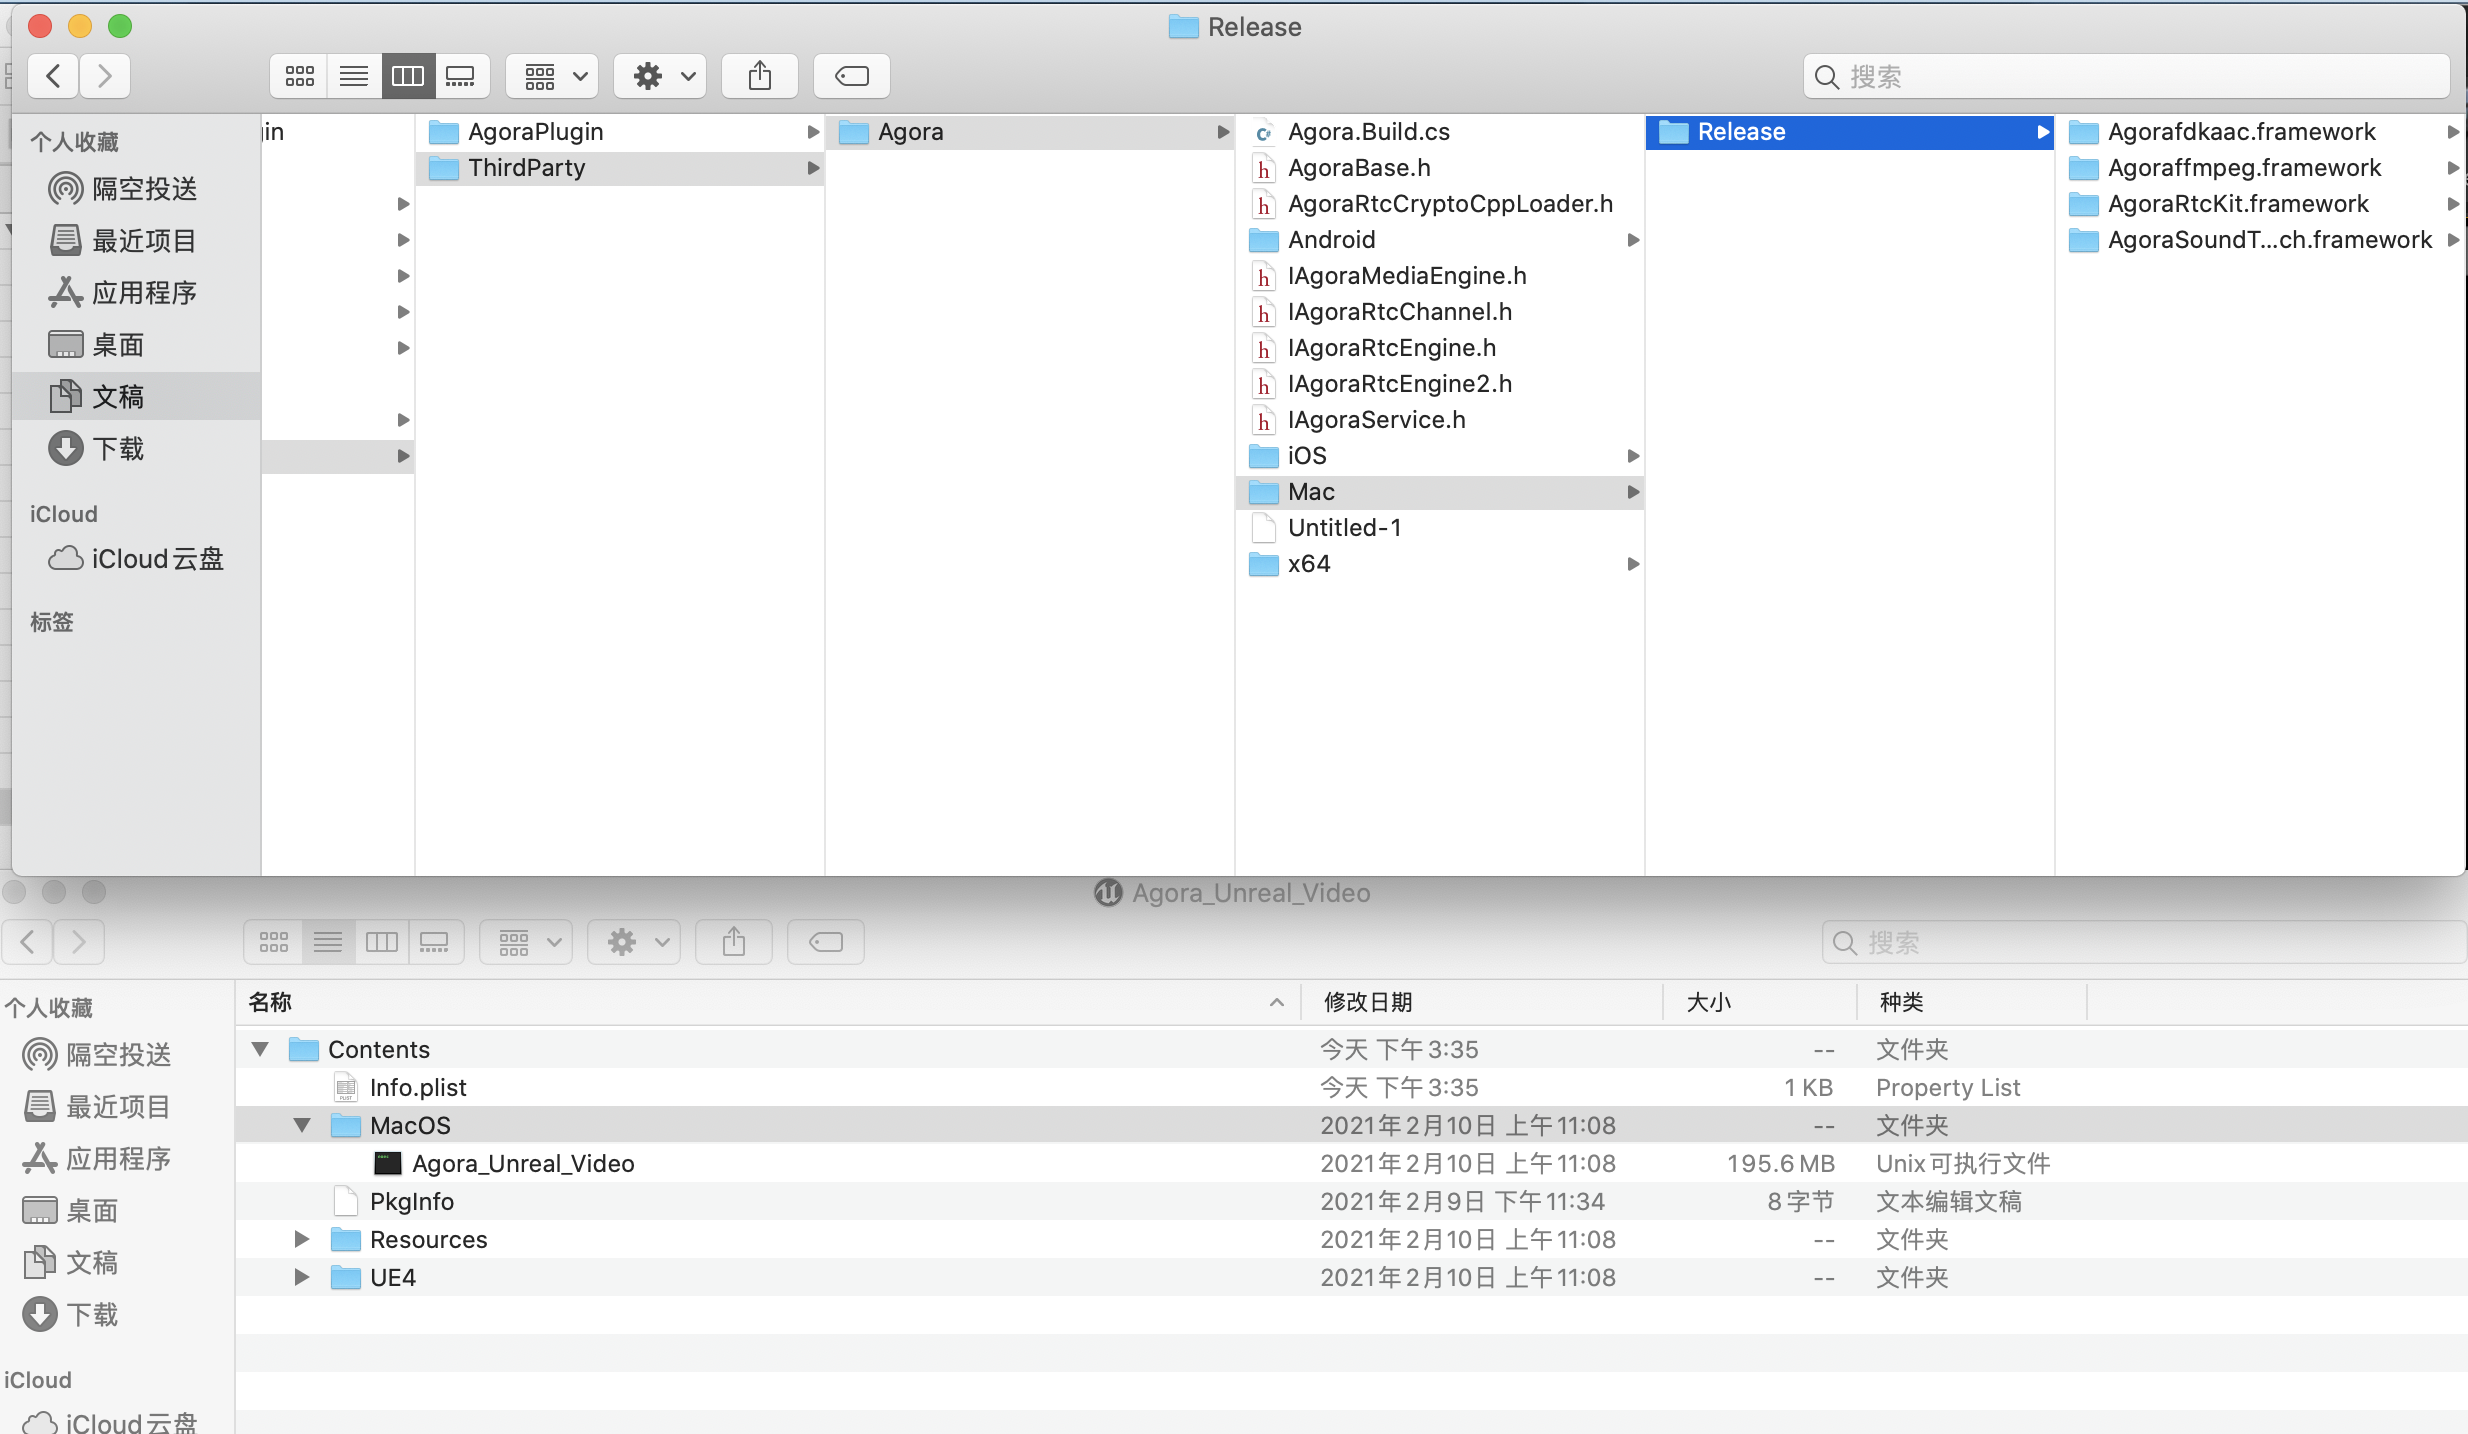 Release
搜索
个人收藏
隔空投送
最近项目
应用程序
桌面
文稿
下载
iCloud
iCloud云盘
标签
in
AgoraPlugin
ThirdParty
Agora
Agora.Build.cs
AgoraBase.h
AgoraRtcCryptoCppLoader.h
Android
IAgoraMediaEngine.h
IAgoraRtcChannel.h
IAgoraRtcEngine.h
IAgoraRtcEngine2.h
IAgoraService.h
iOS
Mac
Untitled-1
x64
Release
Agorafdkaac.framework
Agoraffmpeg.framework
AgoraRtcKit.framework
AgoraSoundT...ch.framework
Agora_Unreal_Video
搜索
个人收藏
隔空投送
最近项目
应用程序
桌面
文稿
下载
iCloud
iCloud云盘
名称 修改日期 大小 种类
Contents 今天 下午3:35 -- 文件夹
Info.plist 今天 下午3:35 1 KB Property List
MacOS 2021年2月10日 上午11:08 -- 文件夹
Agora_Unreal_Video 2021年2月10日 上午11:08 195.6 MB Unix可执行文件
PkgInfo 2021年2月9日 下午11:34 8字节 文本编辑文稿
Resources 2021年2月10日 上午11:08 -- 文件夹
UE4 2021年2月10日 上午11:08 -- 文件夹